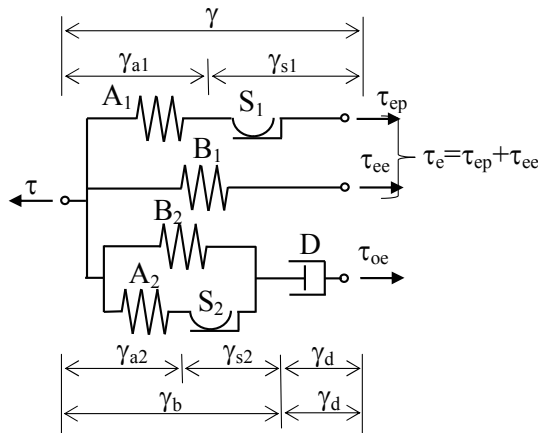 γ
γa1 γs1
A1 S1 τep
B1 τee τe=τep+τee
τ
B2
D τoe
A2 S2
γa2 γs2 γd
γb γd